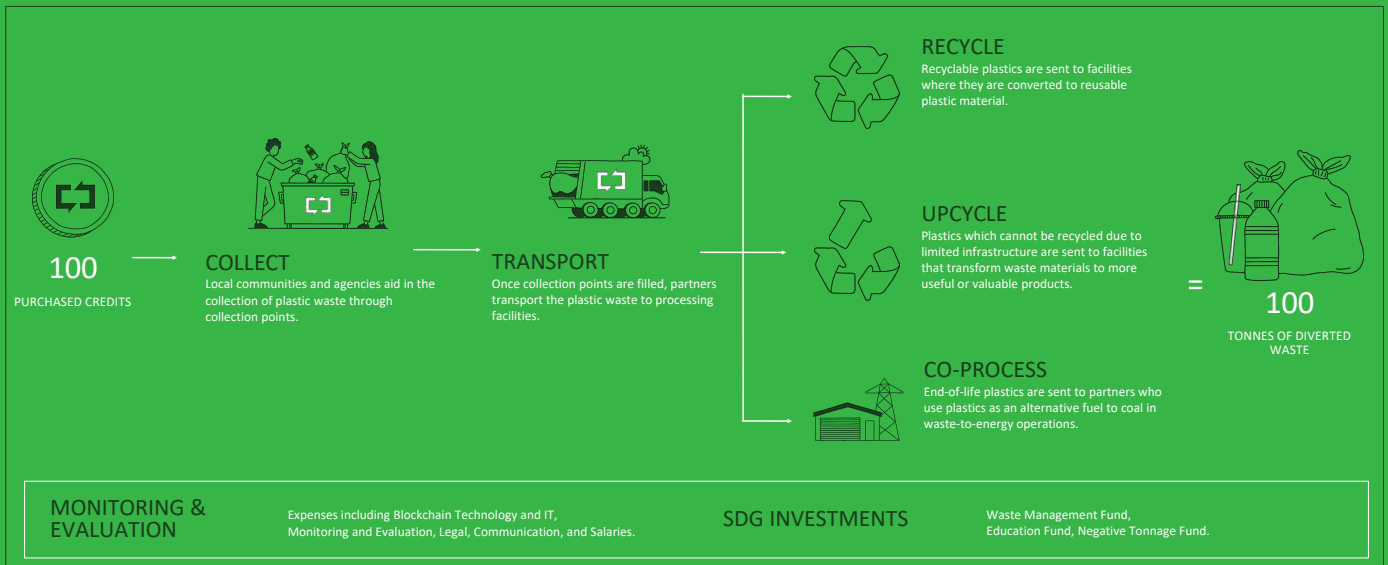 100
PURCHASED CREDITS
COLLECT
Local communities and agencies aid in the
collection of plastic waste through
collection points.
TRANSPORT
Once collection points are filled, partners
transport the plastic waste to processing
facilities.
RECYCLE
Recyclable plastics are sent to facilities
where they are converted to reusable
plastic material.
UPCYCLE
Plastics which cannot be recycled due to
limited infrastructure are sent to facilities
that transform waste materials to more
useful or valuable products.
CO-PROCESS
End-of-life plastics are sent to partners who
use plastics as an alternative fuel to coal in
waste-to-energy operations.
=
100
TONNES OF DIVERTED
WASTE
MONITORING &
EVALUATION
Expenses including Blockchain Technology and IT,
Monitoring and Evaluation, Legal, Communication, and Salaries.
SDG INVESTMENTS
Waste Management Fund,
Education Fund, Negative Tonnage Fund.